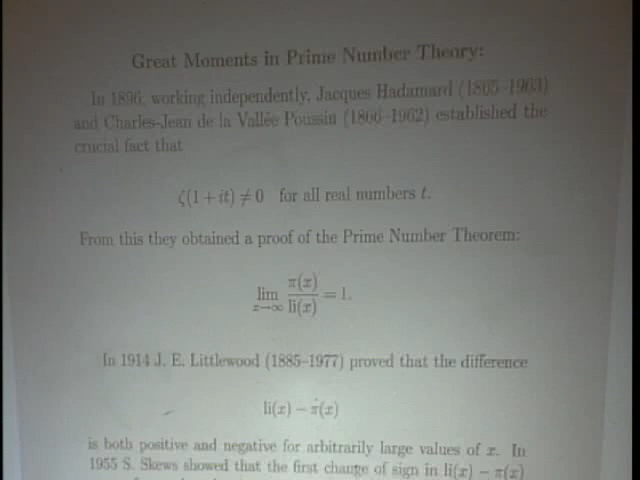 Great Moments in Prime Number Theory:
In 1896, working independently, Jacques Hadamard (1865–1963)
and Charles-Jean de la Vallée Poussin (1866–1962) established the
crucial fact that
ζ(1 + it) ≠ 0 for all real numbers t.
From this they obtained a proof of the Prime Number Theorem:
lim x→∞ π(x)/li(x) = 1.
In 1914 J. E. Littlewood (1885–1977) proved that the difference
li(x) − π(x)
is both positive and negative for arbitrarily large values of x. In
1955 S. Skews showed that the first change of sign in li(x) − π(x)